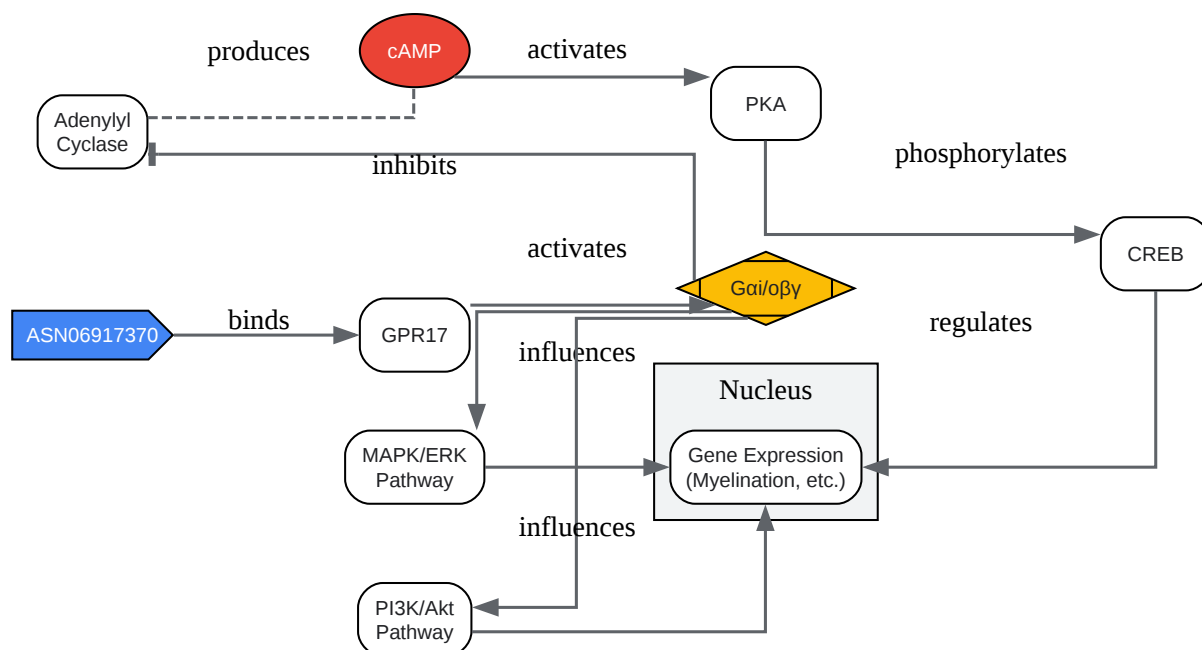 produces
cAMP
activates
PKA
Adenylyl
Cyclase
inhibits
phosphorylates
activates
CREB
Gαi/oβγ
ASN06917370
binds
GPR17
influences
regulates
Nucleus
MAPK/ERK
Pathway
Gene Expression
(Myelination, etc.)
influences
PI3K/Akt
Pathway